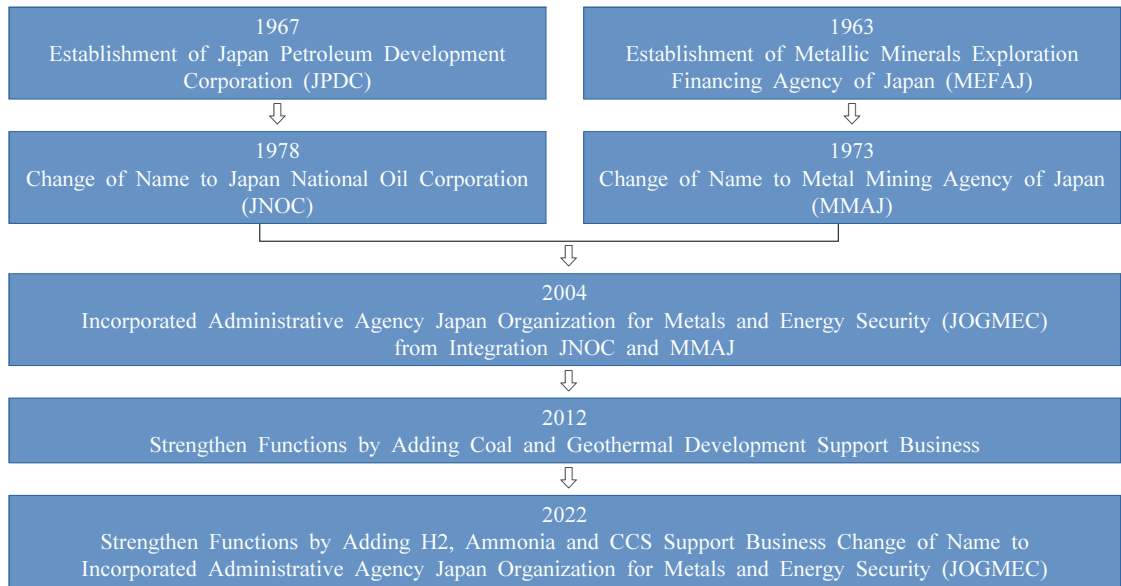 1967
Establishment of Japan Petroleum Development
Corporation (JPDC)
1963
Establishment of Metallic Minerals Exploration
Financing Agency of Japan (MEFAJ)
1978
Change of Name to Japan National Oil Corporation
(JNOC)
1973
Change of Name to Metal Mining Agency of Japan
(MMAJ)
2004
Incorporated Administrative Agency Japan Organization for Metals and Energy Security (JOGMEC)
from Integration JNOC and MMAJ
2012
Strengthen Functions by Adding Coal and Geothermal Development Support Business
2022
Strengthen Functions by Adding H2, Ammonia and CCS Support Business Change of Name to
Incorporated Administrative Agency Japan Organization for Metals and Energy Security (JOGMEC)